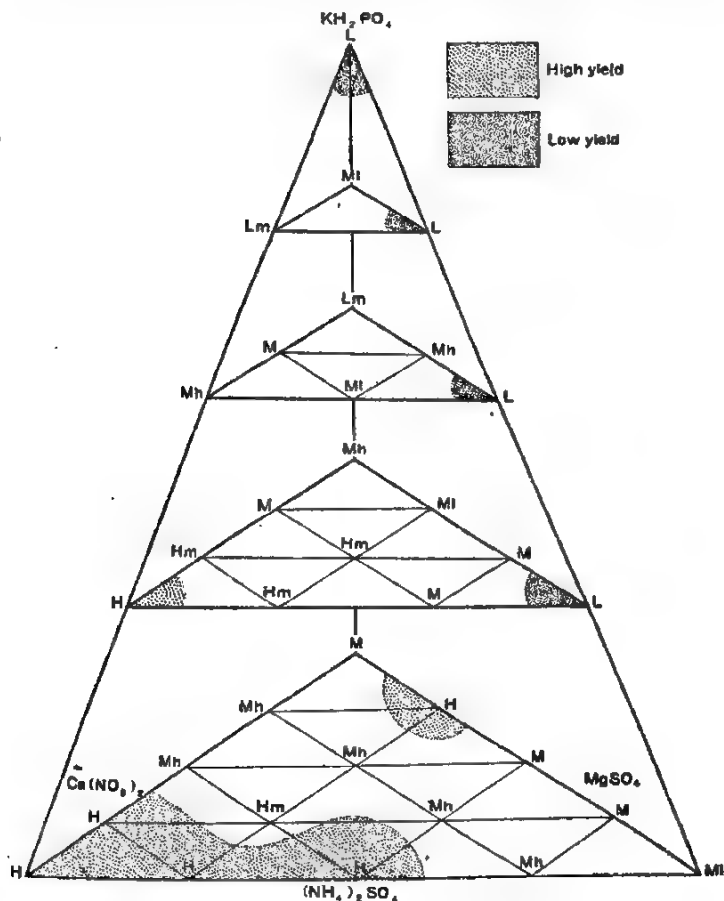 KH2PO4
L
High yield
Low yield
Ml
Lm L
Lm
M Mh
Mh Ml L
Mh
M Ml
Hm Hm M
H Hm M L
M
Mh H
Mh Mh M
Ca(NO3)2 MgSO4
H Hm Mh M
H H H Mh Ml
(NH4)2SO4